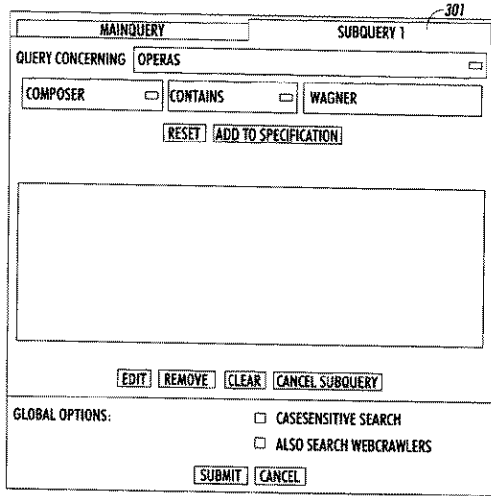 301
MAINQUERY SUBQUERY 1
QUERY CONCERNING OPERAS
COMPOSER CONTAINS WAGNER
RESET ADD TO SPECIFICATION
EDIT REMOVE CLEAR CANCEL SUBQUERY
GLOBAL OPTIONS: CASESENSITIVE SEARCH
ALSO SEARCH WEBCRAWLERS
SUBMIT CANCEL